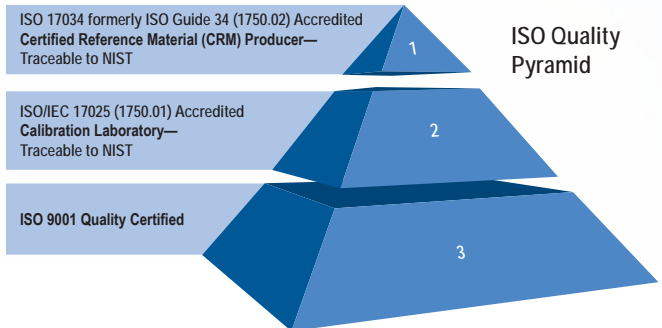 ISO 17034 formerly ISO Guide 34 (1750.02) Accredited
Certified Reference Material (CRM) Producer—
Traceable to NIST
1
ISO Quality
Pyramid
ISO/IEC 17025 (1750.01) Accredited
Calibration Laboratory—
Traceable to NIST
2
ISO 9001 Quality Certified
3